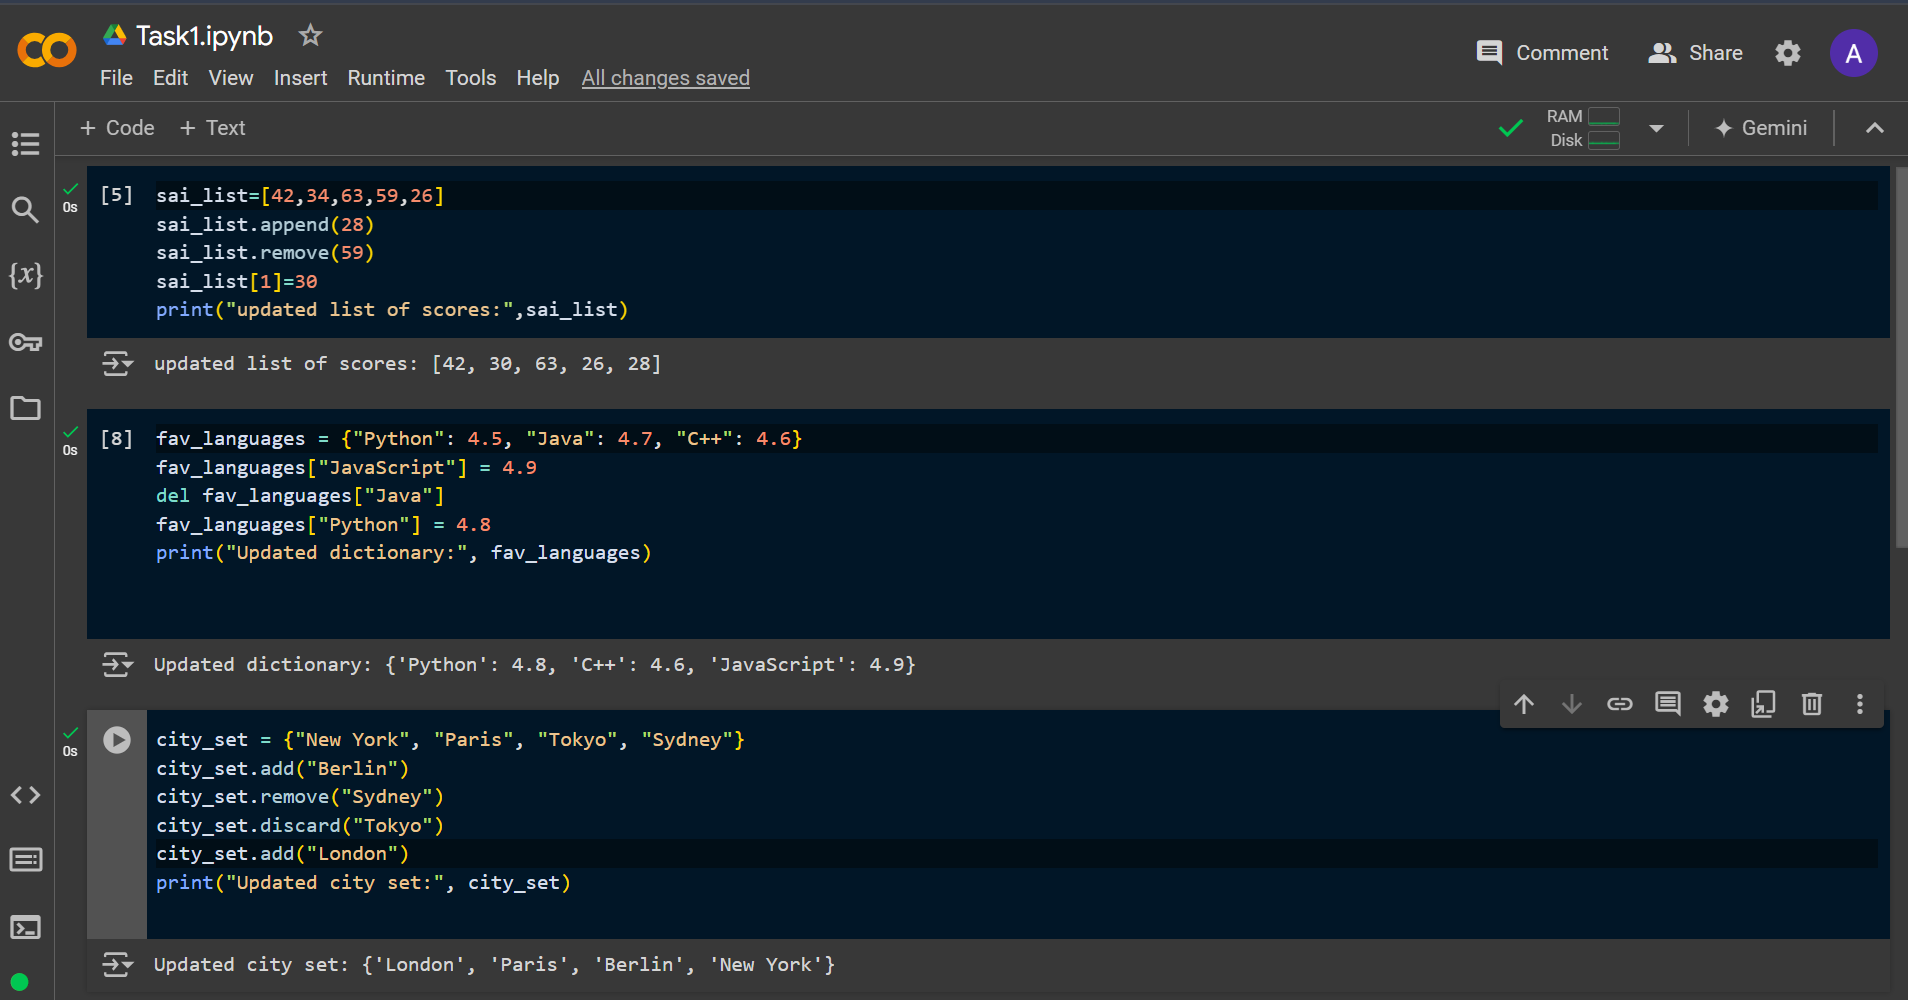 Task1.ipynb
Comment
Share
A
File Edit View Insert Runtime Tools Help All changes saved
+ Code + Text
RAM
Disk
Gemini
0s
[5]
sai_list=[42,34,63,59,26]
sai_list.append(28)
sai_list.remove(59)
sai_list[1]=30
print("updated list of scores:",sai_list)
updated list of scores: [42, 30, 63, 26, 28]
{x}
0s
[8]
fav_languages = {"Python": 4.5, "Java": 4.7, "C++": 4.6}
fav_languages["JavaScript"] = 4.9
del fav_languages["Java"]
fav_languages["Python"] = 4.8
print("Updated dictionary:", fav_languages)
Updated dictionary: {'Python': 4.8, 'C++': 4.6, 'JavaScript': 4.9}
0s
city_set = {"New York", "Paris", "Tokyo", "Sydney"}
city_set.add("Berlin")
city_set.remove("Sydney")
city_set.discard("Tokyo")
city_set.add("London")
print("Updated city set:", city_set)
Updated city set: {'London', 'Paris', 'Berlin', 'New York'}